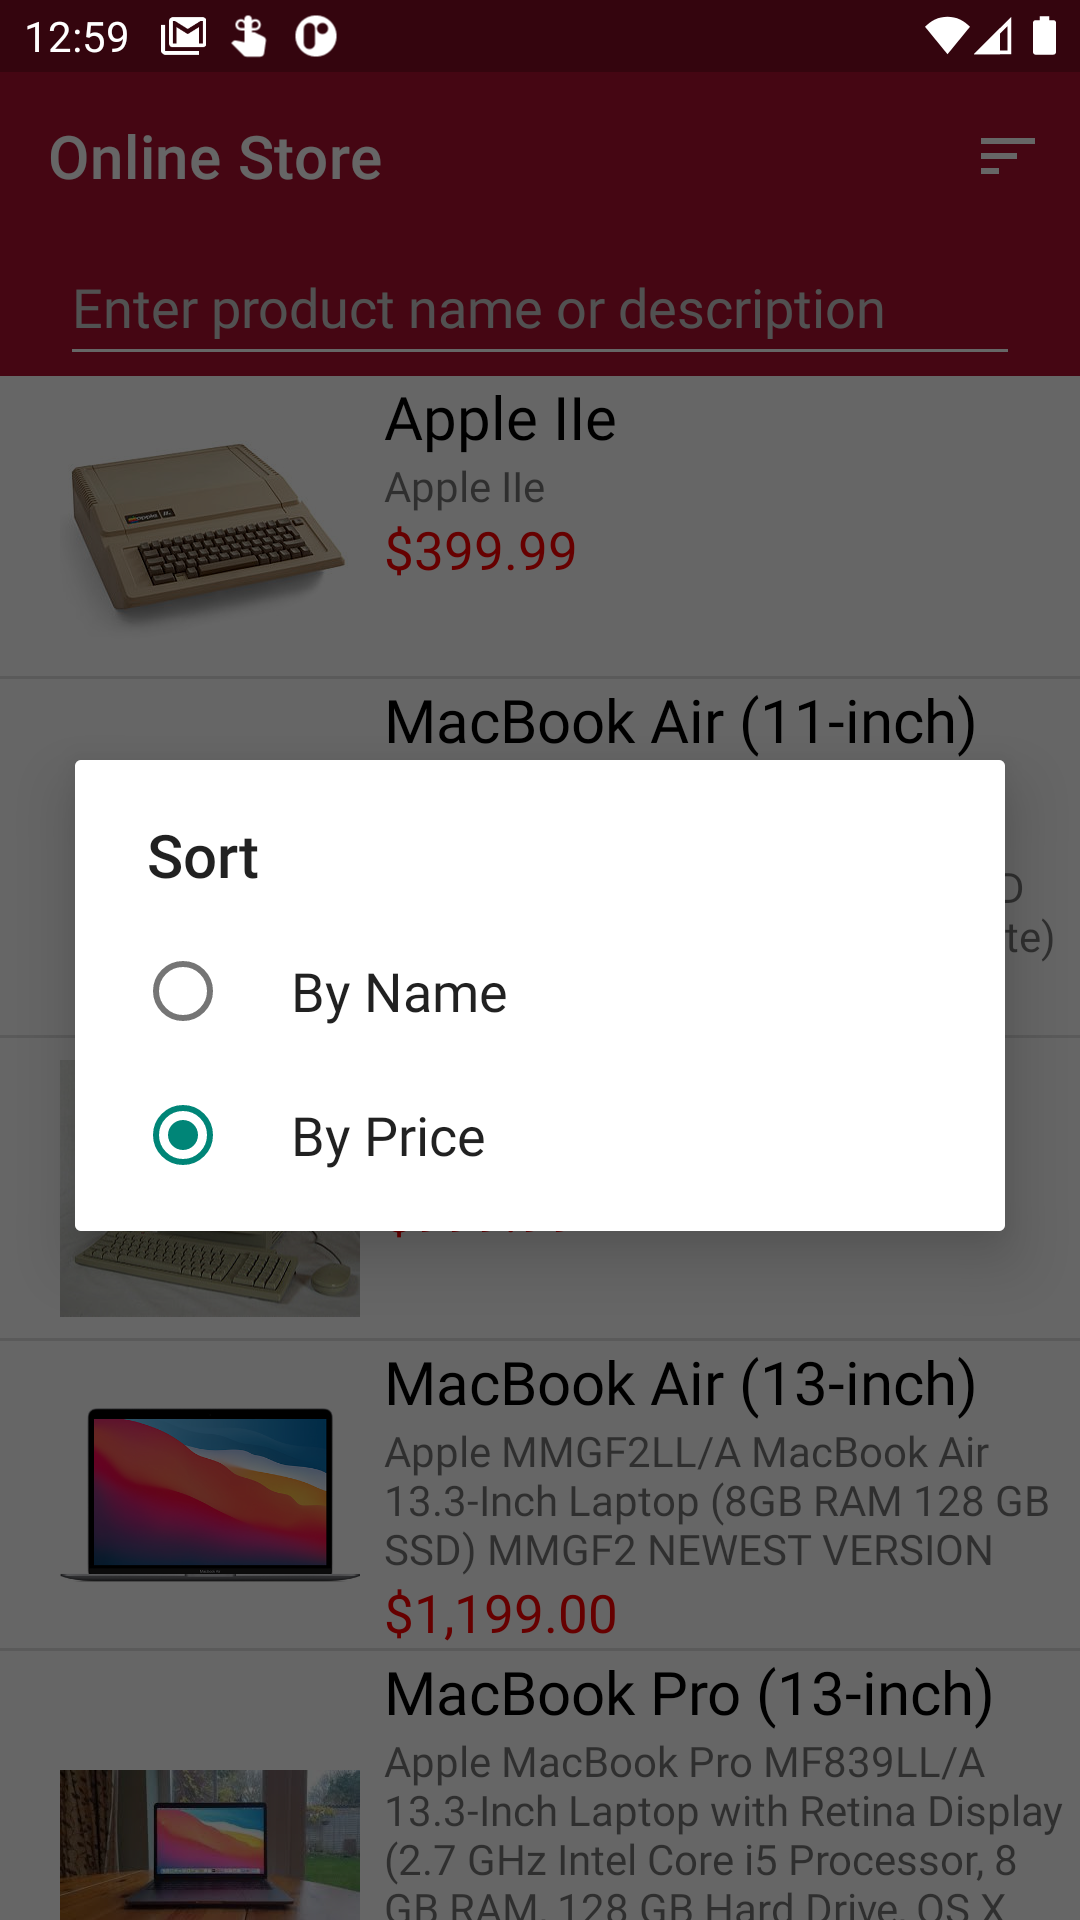 12:59
Online Store
Enter product name or description
Apple IIe
Apple IIe
$399.99
MacBook Air (11-inch)
Sort
By Name
By Price
MacBook Air (13-inch)
Apple MMGF2LL/A MacBook Air
13.3-Inch Laptop (8GB RAM 128 GB
SSD) MMGF2 NEWEST VERSION
$1,199.00
MacBook Pro (13-inch)
Apple MacBook Pro MF839LL/A
13.3-Inch Laptop with Retina Display
(2.7 GHz Intel Core i5 Processor, 8
GB RAM, 128 GB Hard Drive, OS X